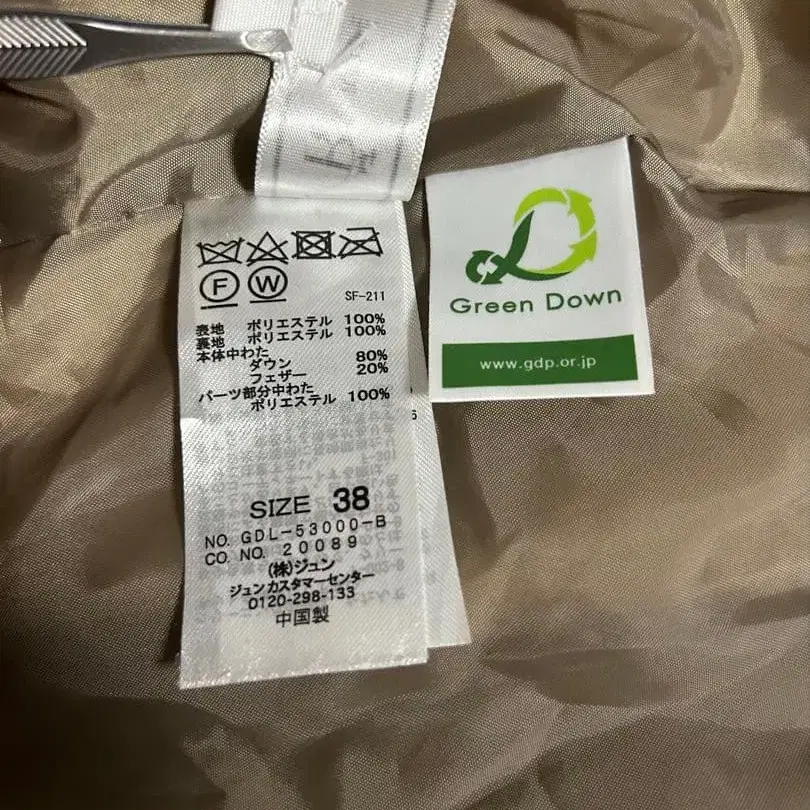 F W
SF-211
表地 ポリエステル 100%
裏地 ポリエステル 100%
本体中わた
ダウン 80%
フェザー 20%
パーツ部分中わた
ポリエステル 100%
SIZE 38
NO. GDL-53000-B
CO. NO. 20089
(株)ジュン
ジュンカスタマーセンター
0120-298-133
中国製
Green Down
www.gdp.or.jp